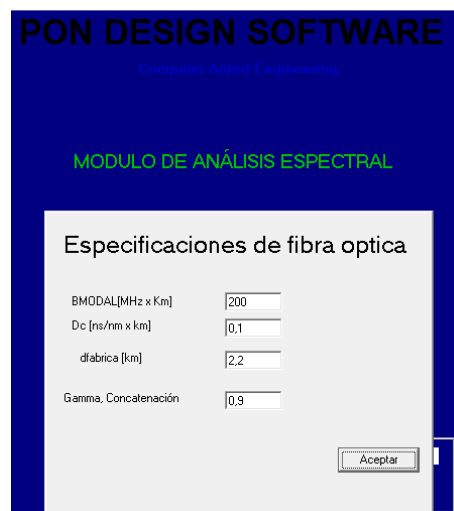 PON DESIGN SOFTWARE
Computer Aided Engineering
MODULO DE ANÁLISIS ESPECTRAL
Especificaciones de fibra optica
BMODAL[MHz x Km] 200
Dc [ns/nm x km] 0,1
dfabrica [km] 2,2
Gamma, Concatenación 0,9
Aceptar